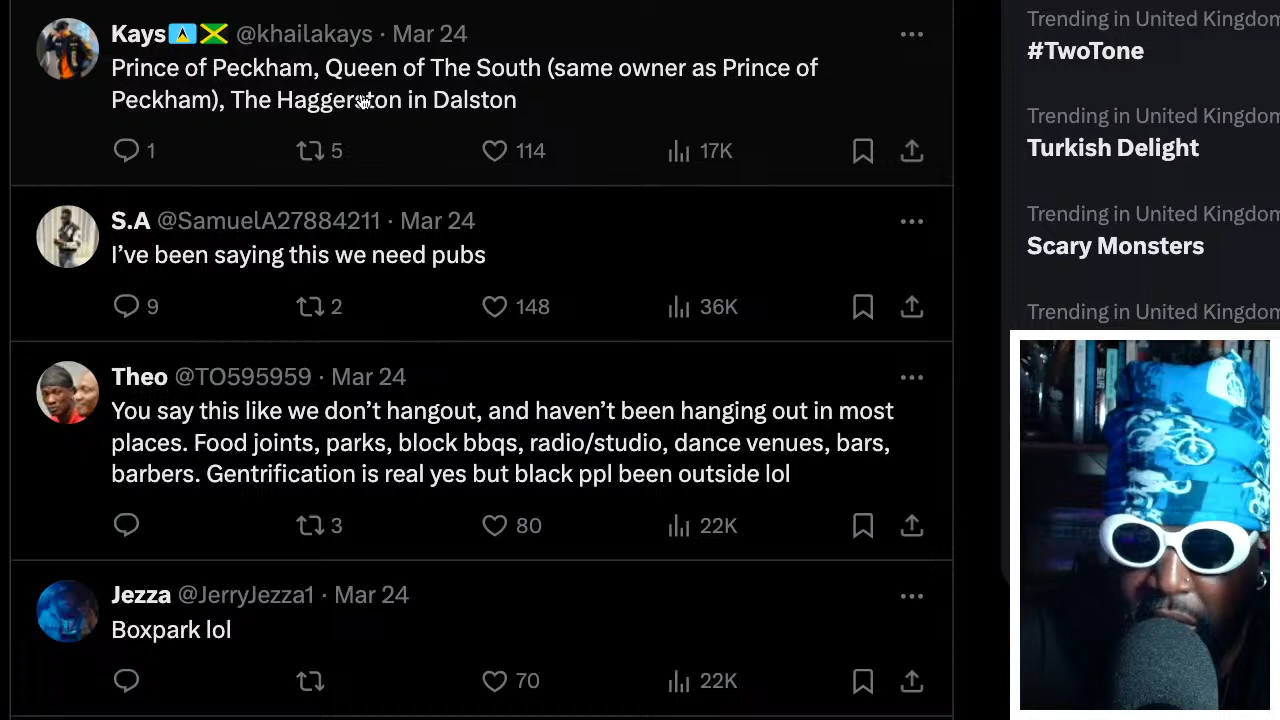 Kays🇱🇨🇯🇲 @khailakays · Mar 24
Prince of Peckham, Queen of The South (same owner as Prince of
Peckham), The Haggerston in Dalston
1 5 114 17K
S.A @SamuelA27884211 · Mar 24
I’ve been saying this we need pubs
9 2 148 36K
Theo @TO595959 · Mar 24
You say this like we don’t hangout, and haven’t been hanging out in most
places. Food joints, parks, block bbqs, radio/studio, dance venues, bars,
barbers. Gentrification is real yes but black ppl been outside lol
3 80 22K
Jezza @JerryJezza1 · Mar 24
Boxpark lol
70 22K
Trending in United Kingdom
#TwoTone
Trending in United Kingdom
Turkish Delight
Trending in United Kingdom
Scary Monsters
Trending in United Kingdom